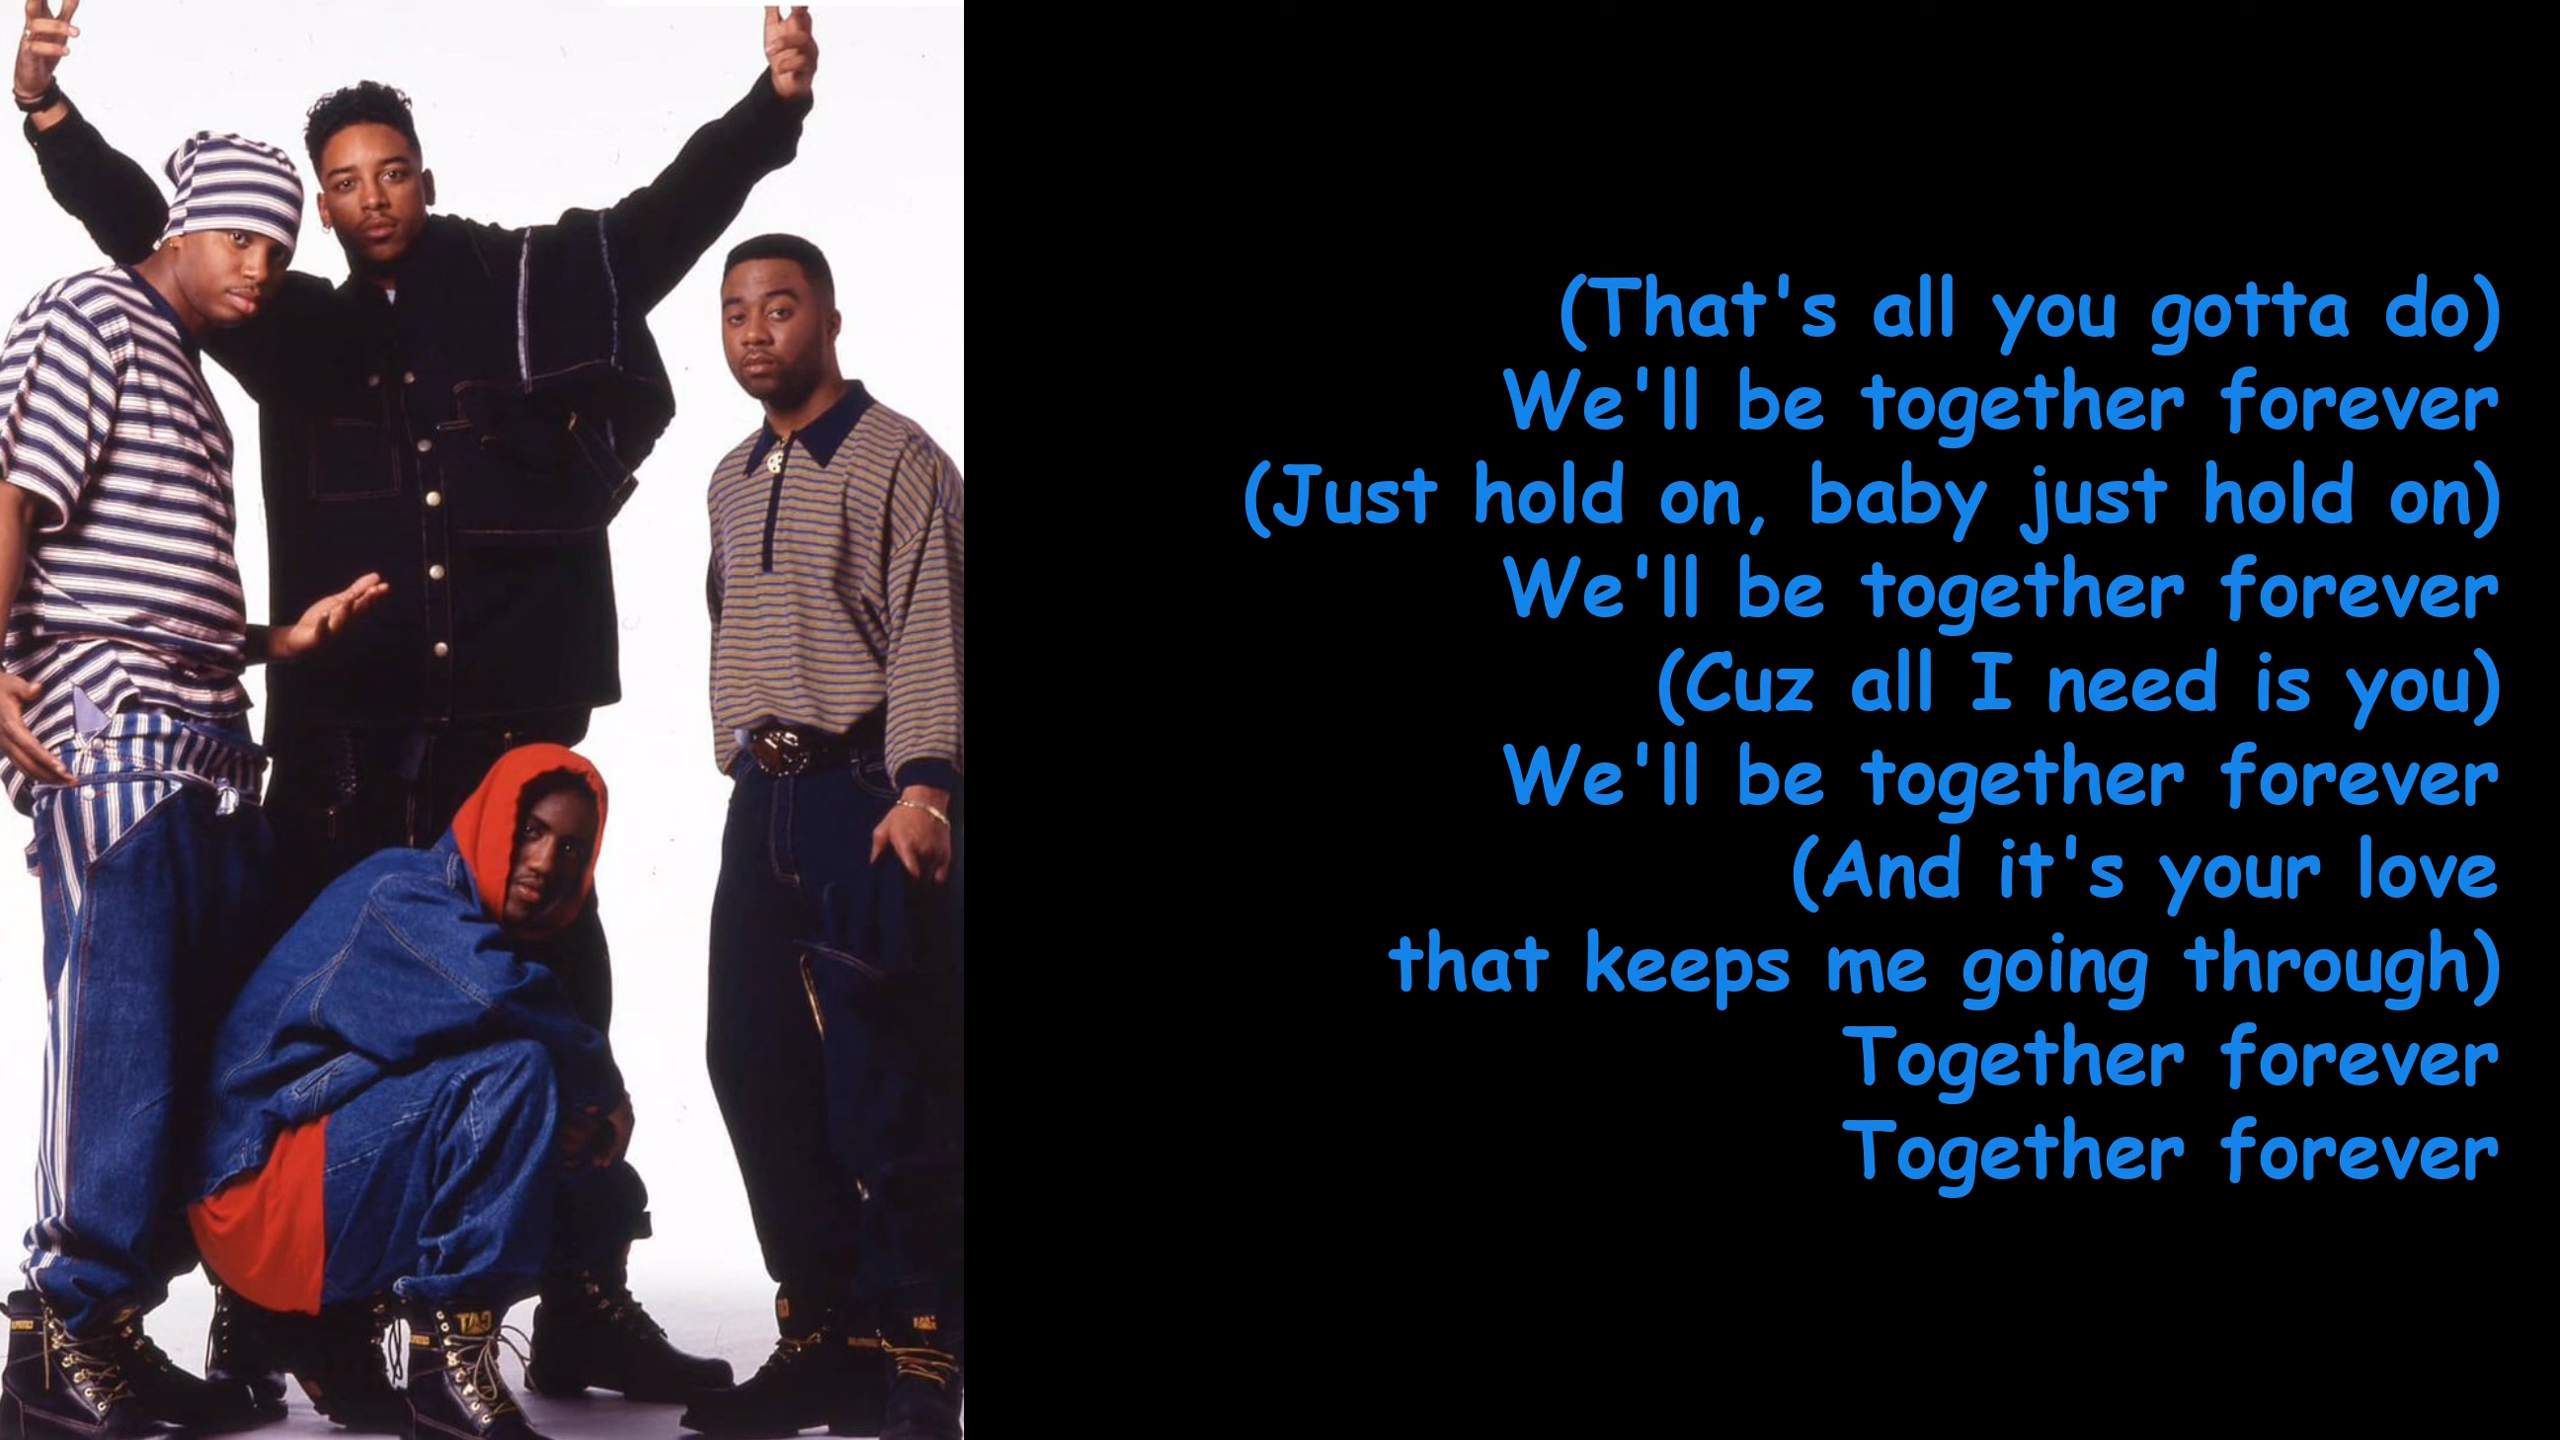 (That's all you gotta do)
We'll be together forever
(Just hold on, baby just hold on)
We'll be together forever
(Cuz all I need is you)
We'll be together forever
(And it's your love
that keeps me going through)
Together forever
Together forever
CAT